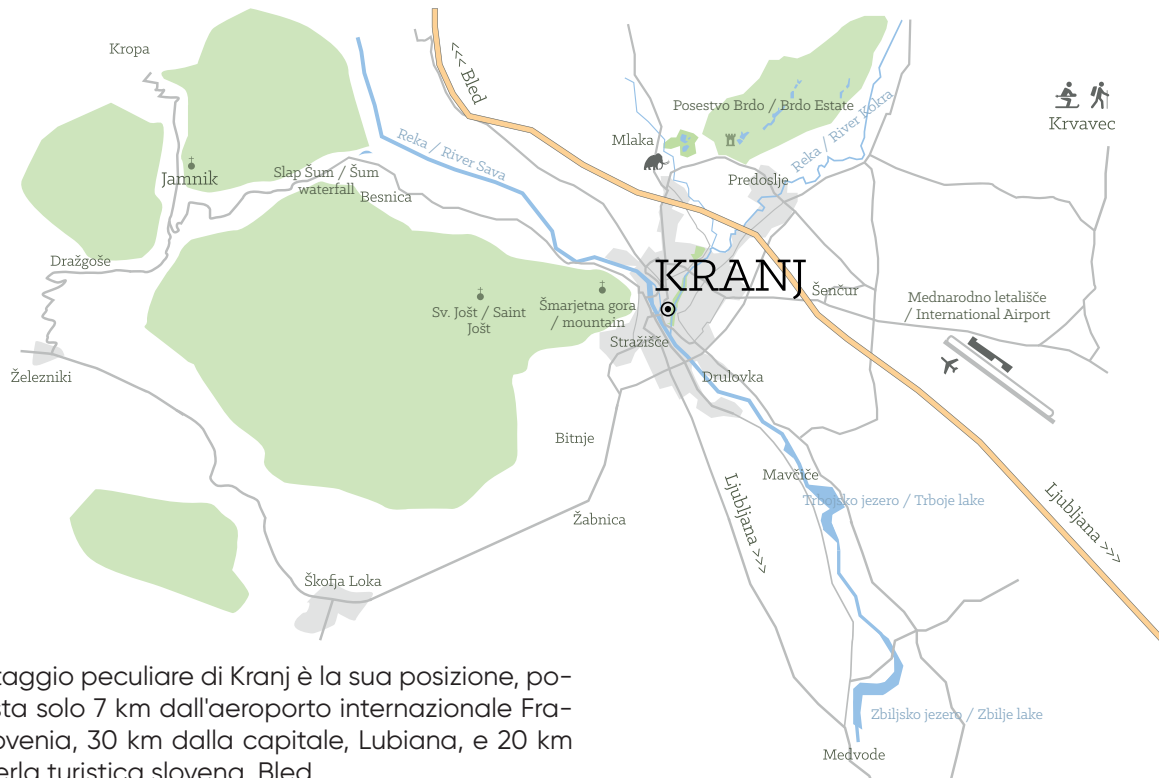 Kropa
<<< Bled
Posestvo Brdo / Brdo Estate
Krvavec
Reka / River Kokra
Mlaka
Reka / River Sava
Slap Šum / Šum
waterfall
Jamnik
Predoslje
Besnica
Dražgoše
KRANJ
Šenčur
Mednarodno letališče
/ International Airport
Sv. Jošt / Saint
Jošt
Šmarjetna gora
/ mountain
Stražišče
Železniki
Drulovka
Bitnje
Mavčiče
Ljubljana >>>
Trbojsko jezero / Trboje lake
Ljubljana >>>
Žabnica
Škofja Loka
Zbiljsko jezero / Zbilje lake
Medvode
taggio peculiare di Kranj è la sua posizione, po-
sta solo 7 km dall'aeroporto internazionale Fra-
ovenia, 30 km dalla capitale, Lubiana, e 20 km
erla turistica slovena, Bled